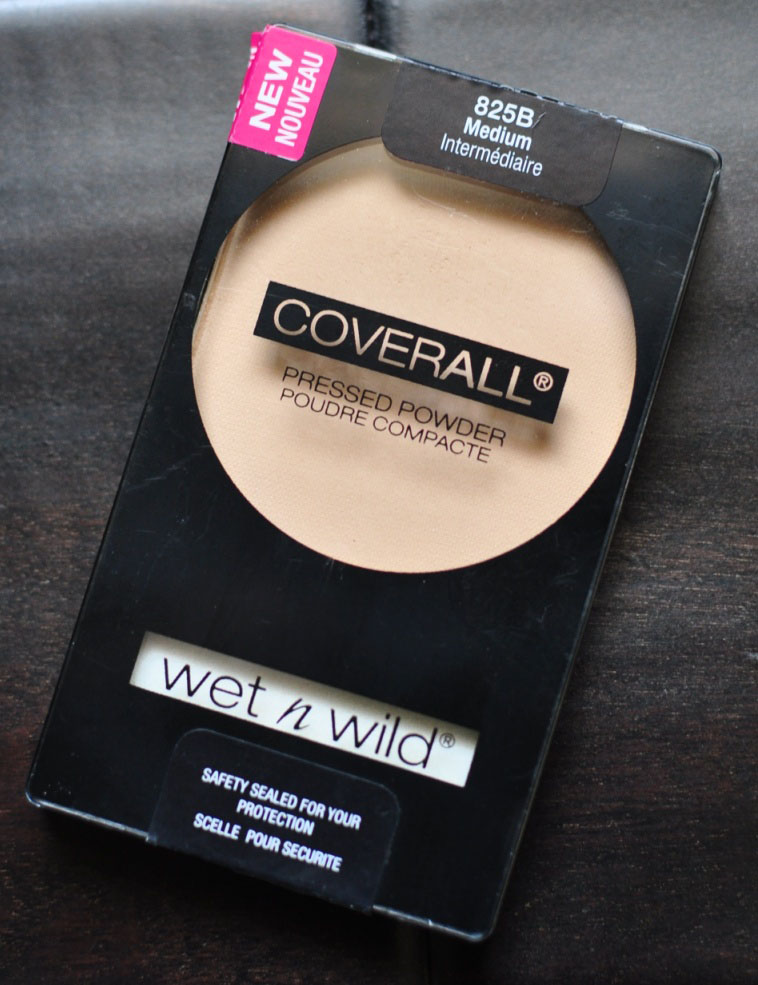 NEW
NOUVEAU
825B
Medium
Intermédiaire
COVERALL®
PRESSED POWDER
POUDRE COMPACTE
wet n wild®
SAFETY SEALED FOR YOUR
PROTECTION
SCELLE POUR SECURITE